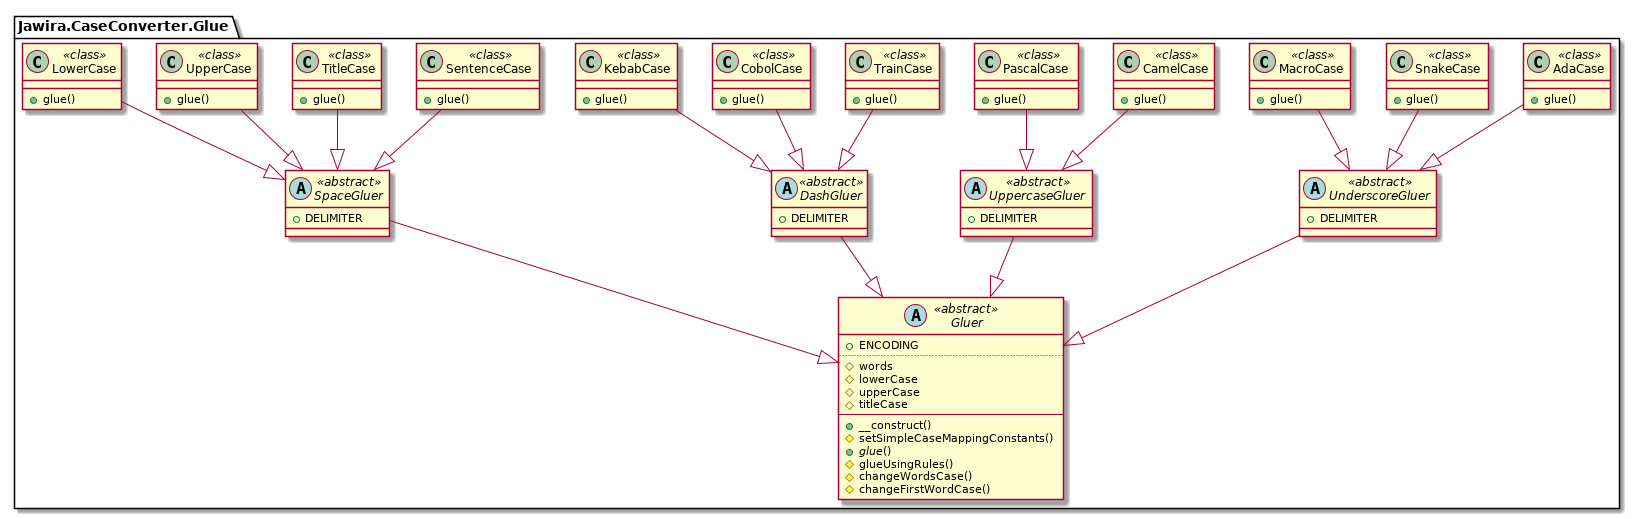 Jawira.CaseConverter.Glue
C
«class»
LowerCase
glue()
C
«class»
UpperCase
glue()
C
«class»
TitleCase
glue()
C
«class»
SentenceCase
glue()
C
«class»
KebabCase
glue()
C
«class»
CobolCase
glue()
C
«class»
TrainCase
glue()
C
«class»
PascalCase
glue()
C
«class»
CamelCase
glue()
C
«class»
MacroCase
glue()
C
«class»
SnakeCase
glue()
C
«class»
AdaCase
glue()
A
«abstract»
SpaceGluer
DELIMITER
A
«abstract»
DashGluer
DELIMITER
A
«abstract»
UppercaseGluer
DELIMITER
A
«abstract»
UnderscoreGluer
DELIMITER
A
«abstract»
Gluer
ENCODING
words
lowerCase
upperCase
titleCase
__construct()
setSimpleCaseMappingConstants()
glue()
glueUsingRules()
changeWordsCase()
changeFirstWordCase()